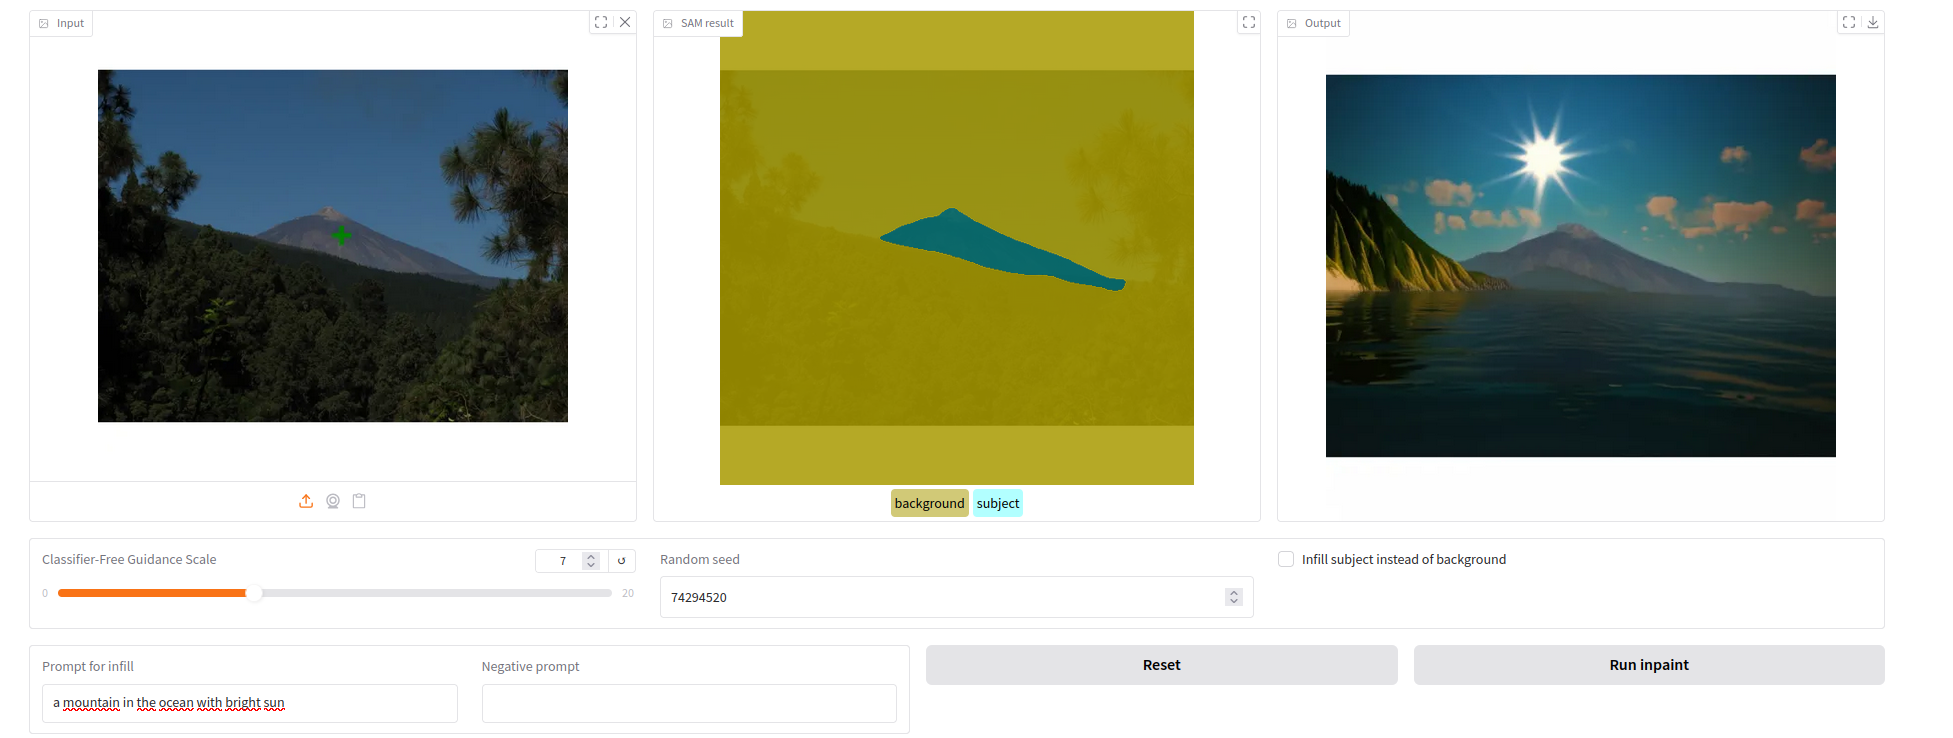 Input
SAM result
Output
background
subject
Classifier-Free Guidance Scale
7
↺
0
20
Random seed
74294520
Infill subject instead of background
Prompt for infill
a mountain in the ocean with bright sun
Negative prompt
Reset
Run inpaint